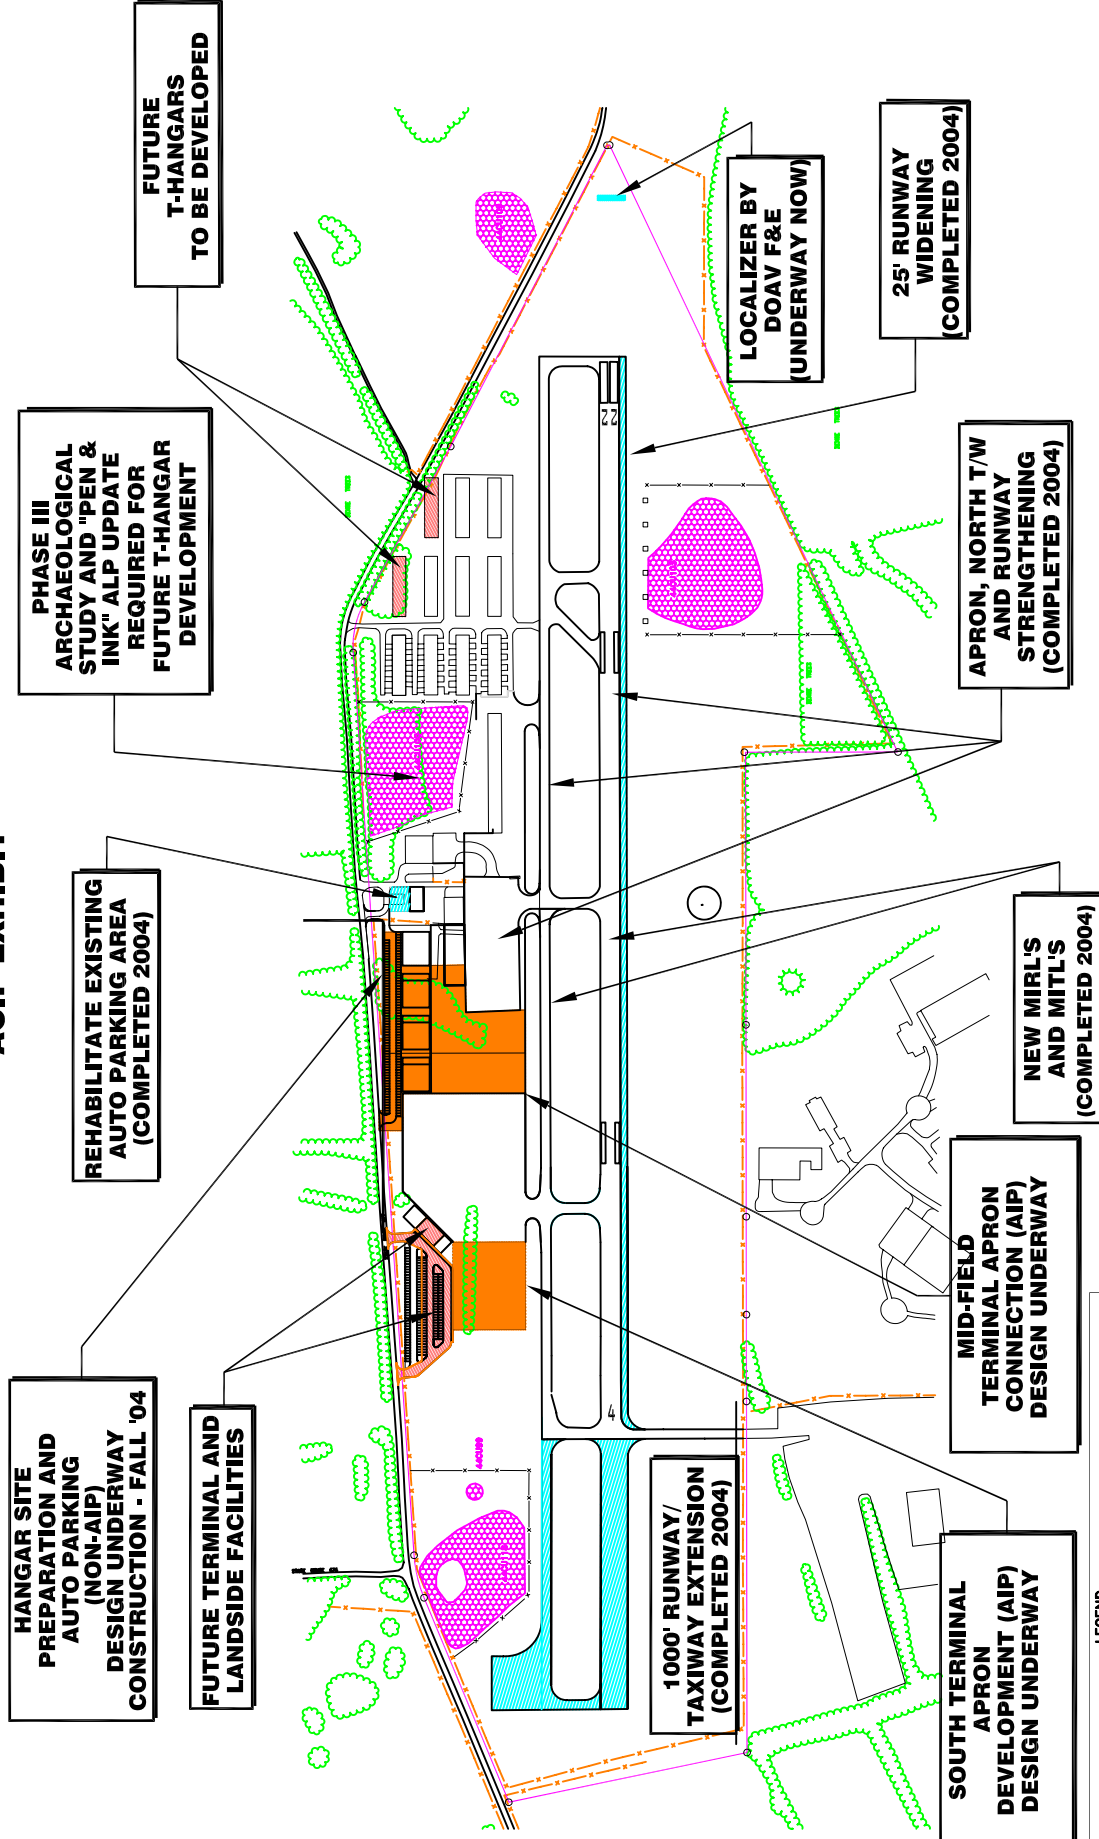 HANGAR SITE
PREPARATION AND
AUTO PARKING
(NON-AIP)
DESIGN UNDERWAY
CONSTRUCTION - FALL '04
FUTURE TERMINAL AND
LANDSIDE FACILITIES
REHABILITATE EXISTING
AUTO PARKING AREA
(COMPLETED 2004)
PHASE III
ARCHAEOLOGICAL
STUDY AND "PEN &
INK" ALP UPDATE
REQUIRED FOR
FUTURE T-HANGAR
DEVELOPMENT
FUTURE
T-HANGARS
TO BE DEVELOPED
44CU99
4
22
1000' RUNWAY/
TAXIWAY EXTENSION
(COMPLETED 2004)
LOCALIZER BY
DOAV F&E
(UNDERWAY NOW)
25' RUNWAY
WIDENING
(COMPLETED 2004)
SOUTH TERMINAL
APRON
DEVELOPMENT (AIP)
DESIGN UNDERWAY
MID-FIELD
TERMINAL APRON
CONNECTION (AIP)
DESIGN UNDERWAY
NEW MIRL'S
AND MITL'S
(COMPLETED 2004)
APRON, NORTH T/W
AND RUNWAY
STRENGTHENING
(COMPLETED 2004)